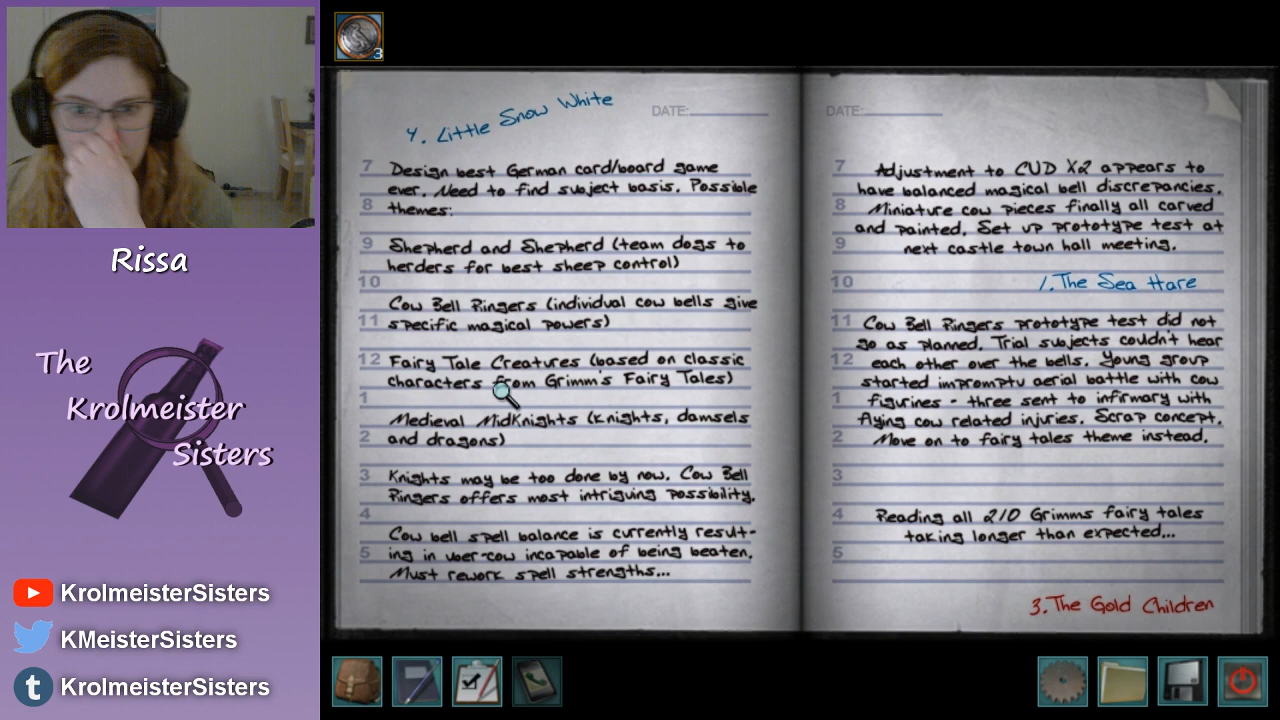 3
Rissa
The
Krolmeister
Sisters
KrolmeisterSisters
KMeisterSisters
KrolmeisterSisters
4. Little Snow White
DATE:
7 Design best German card/board game
ever. Need to find subject basis. Possible
8 themes:
9 Shepherd and Shepherd (team dogs to
herders for best sheep control)
10
Cow Bell Ringers (individual cow bells give
11 specific magical powers)
12 Fairy Tale Creatures (based on classic
characters from Grimm's Fairy Tales)
1
Medieval MidKnights (knights, damsels
2 and dragons)
3 Knights may be too done by now. Cow Bell
Ringers offers most intriguing possibility.
4
Cow bell spell balance is currently result-
5 ing in uber-cow incapable of being beaten.
Must rework spell strengths...
DATE:
7 Adjustment to CUD X2 appears to
have balanced magical bell discrepancies.
8 Miniature cow pieces finally all carved
and painted. Set up prototype test at
9 next castle town hall meeting.
10 1. The Sea Hare
11 Cow Bell Ringers prototype test did not
go as planned. Trial subjects couldn't hear
12 each other over the bells. Young group
started impromptu aerial battle with cow
1 figurines - three sent to infirmary with
flying cow related injuries. Scrap concept.
2 Move on to fairy tales theme instead.
3
4 Reading all 210 Grimms fairy tales
taking longer than expected...
5
3. The Gold Children